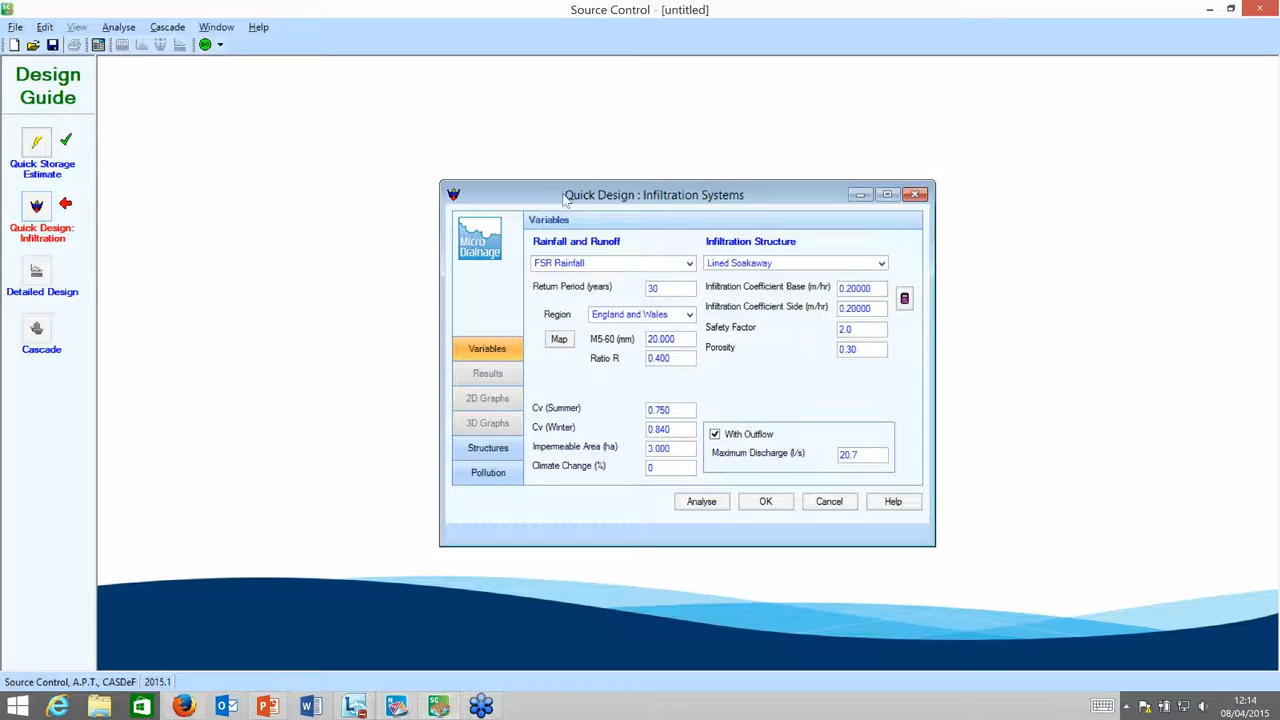 Source Control - [untitled]
File Edit View Analyse Cascade Window Help
Design
Guide
Quick Storage
Estimate
Quick Design:
Infiltration
Detailed Design
Cascade
Quick Design : Infiltration Systems
Micro
Drainage
Variables
Results
2D Graphs
3D Graphs
Structures
Pollution
Variables
Rainfall and Runoff
FSR Rainfall
Return Period (years) 30
Region England and Wales
Map M5-60 (mm) 20.000
Ratio R 0.400
Cv (Summer) 0.750
Cv (Winter) 0.840
Impermeable Area (ha) 3.000
Climate Change (%) 0
Infiltration Structure
Lined Soakaway
Infiltration Coefficient Base (m/hr) 0.20000
Infiltration Coefficient Side (m/hr) 0.20000
Safety Factor 2.0
Porosity 0.30
With Outflow
Maximum Discharge (l/s) 20.7
Analyse OK Cancel Help
Source Control, A.P.T., CASDeF 2015.1
12:14
08/04/2015